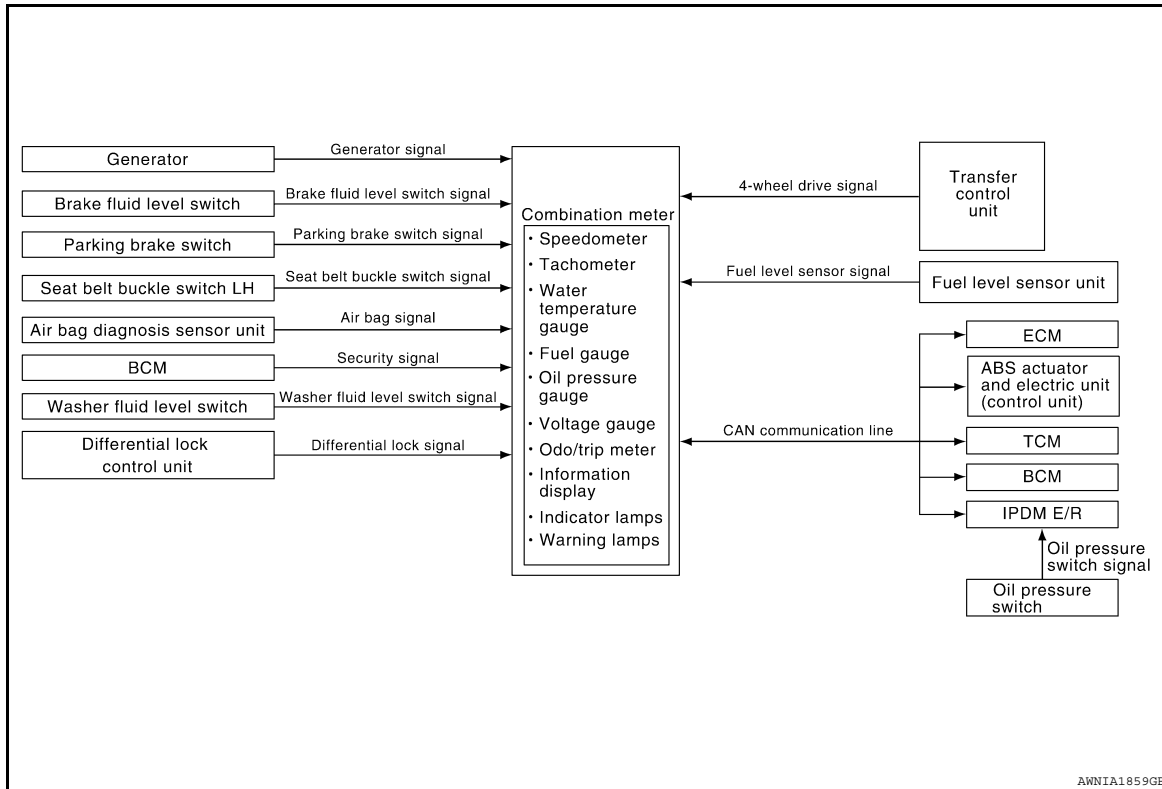 Generator
Generator signal
Brake fluid level switch
Brake fluid level switch signal
Parking brake switch
Parking brake switch signal
Seat belt buckle switch LH
Seat belt buckle switch signal
Air bag diagnosis sensor unit
Air bag signal
BCM
Security signal
Washer fluid level switch
Washer fluid level switch signal
Differential lock
control unit
Differential lock signal
Combination meter
· Speedometer
· Tachometer
· Water
temperature
gauge
· Fuel gauge
· Oil pressure
gauge
· Voltage gauge
· Odo/trip meter
· Information
display
· Indicator lamps
· Warning lamps
4-wheel drive signal
Transfer
control
unit
Fuel level sensor signal
Fuel level sensor unit
CAN communication line
ECM
ABS actuator
and electric unit
(control unit)
TCM
BCM
IPDM E/R
Oil pressure
switch signal
Oil pressure
switch
AWNIA1859GB